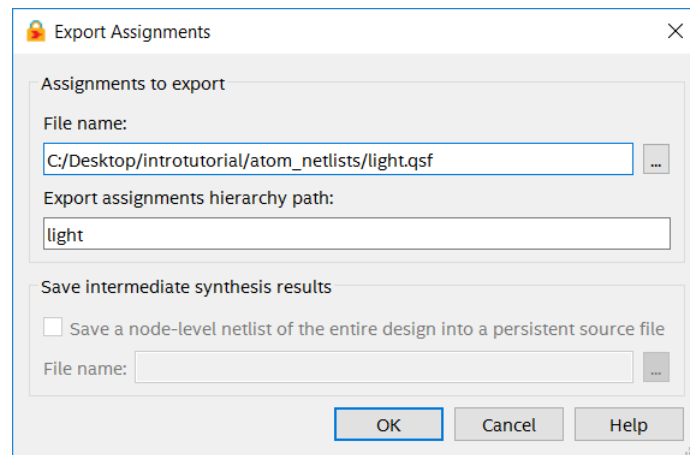 Export Assignments
Assignments to export
File name:
C:/Desktop/introtutorial/atom_netlists/light.qsf
...
Export assignments hierarchy path:
light
Save intermediate synthesis results
Save a node-level netlist of the entire design into a persistent source file
File name:
...
OK Cancel Help